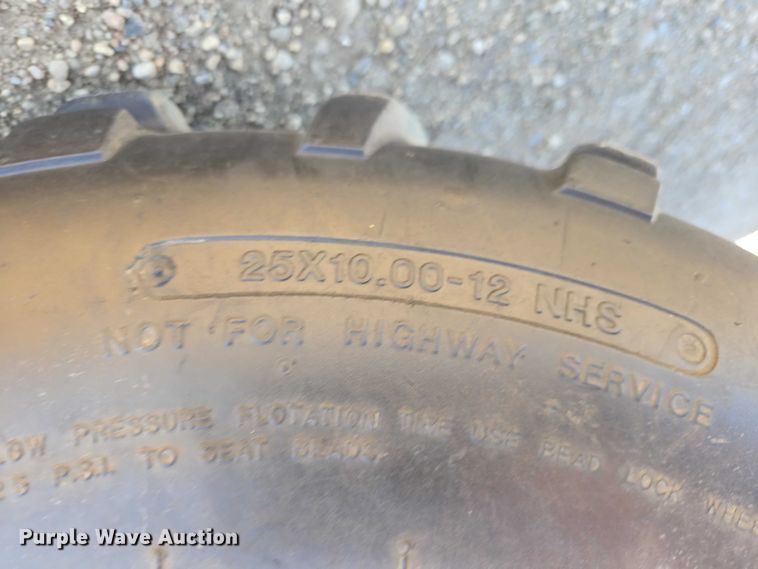 25X10.00-12 NHS
NOT FOR HIGHWAY SERVICE
LOW PRESSURE FLOTATION TIRE USE BEAD LOCK WHE
25 P.S.I. TO SEAT BEADS.
Purple Wave Auction